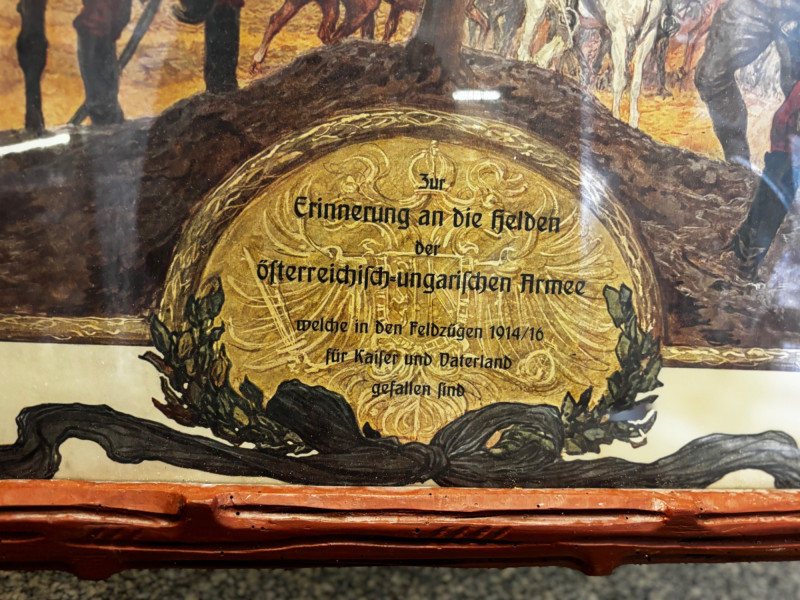 Zur
Erinnerung an die Helden
der
öſterreichiſch-ungariſchen Armee
welche in den Feldzügen 1914/16
für Kaiſer und Vaterland
gefallen ſind